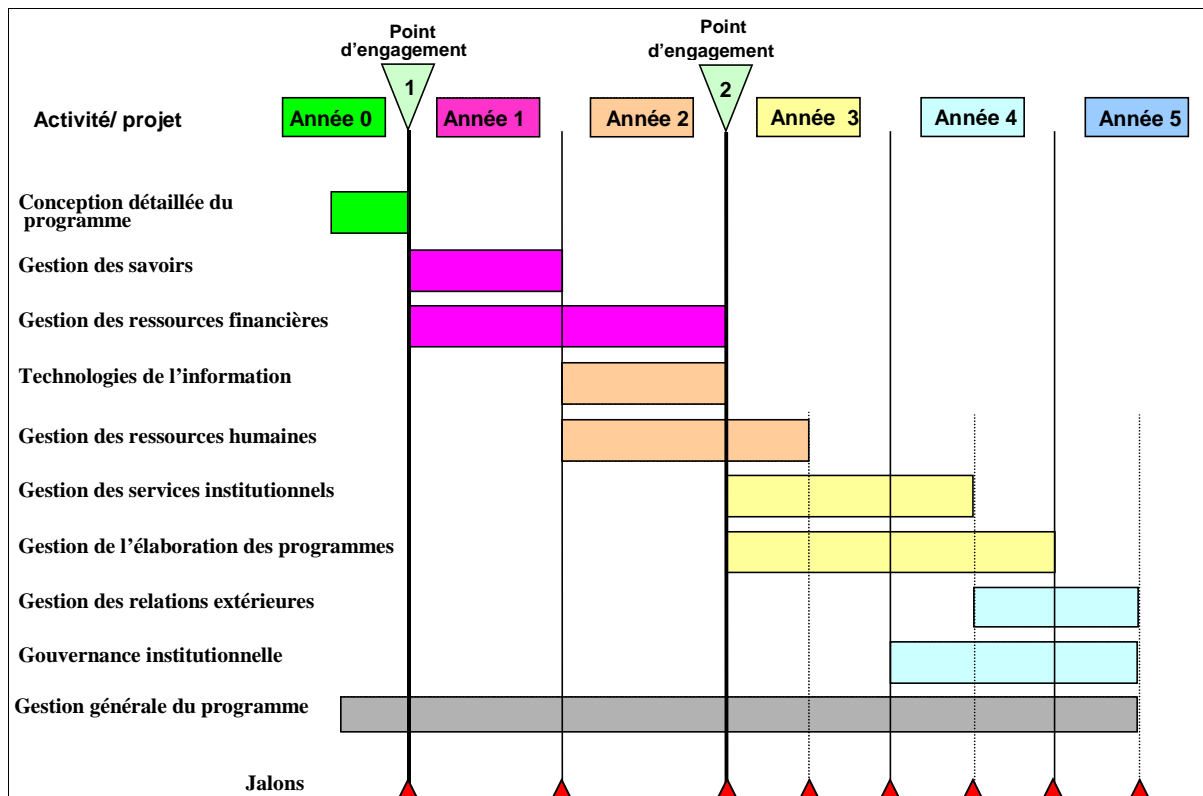 Point
d'engagement
Point
d'engagement
1
2
Activité/ projet
Année 0
Année 1
Année 2
Année 3
Année 4
Année 5
Conception détaillée du
programme
Gestion des savoirs
Gestion des ressources financières
Technologies de l'information
Gestion des ressources humaines
Gestion des services institutionnels
Gestion de l'élaboration des programmes
Gestion des relations extérieures
Gouvernance institutionnelle
Gestion générale du programme
Jalons